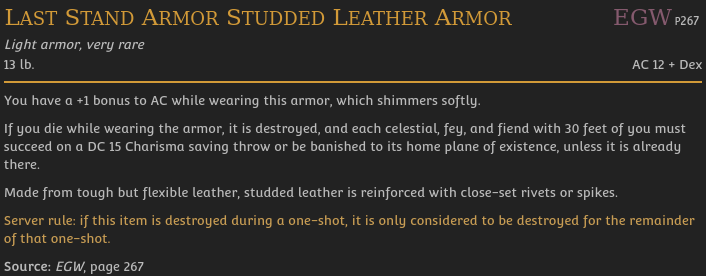 Last Stand Armor Studded Leather Armor EGW P267
Light armor, very rare
13 lb. AC 12 + Dex
You have a +1 bonus to AC while wearing this armor, which shimmers softly.
If you die while wearing the armor, it is destroyed, and each celestial, fey, and fiend with 30 feet of you must
succeed on a DC 15 Charisma saving throw or be banished to its home plane of existence, unless it is already
there.
Made from tough but flexible leather, studded leather is reinforced with close-set rivets or spikes.
Server rule: if this item is destroyed during a one-shot, it is only considered to be destroyed for the remainder
of that one-shot.
Source: EGW, page 267